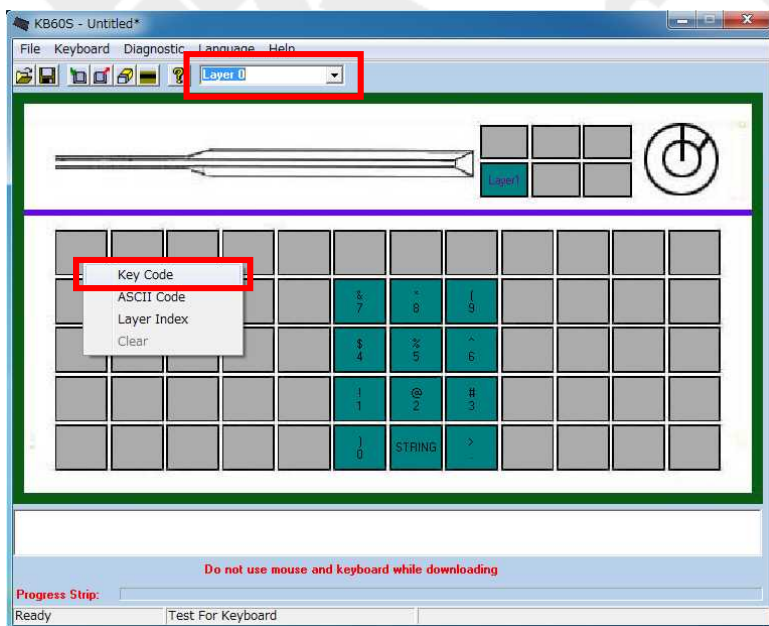 KB60S - Untitled*
File Keyboard Diagnostic Language Help
Layer 0
Layer1
Key Code
ASCII Code
Layer Index
Clear
& * (
7 8 9
$ % ^
4 5 6
! @ #
1 2 3
) STRING >
0 .
Do not use mouse and keyboard while downloading
Progress Strip:
Ready Test For Keyboard